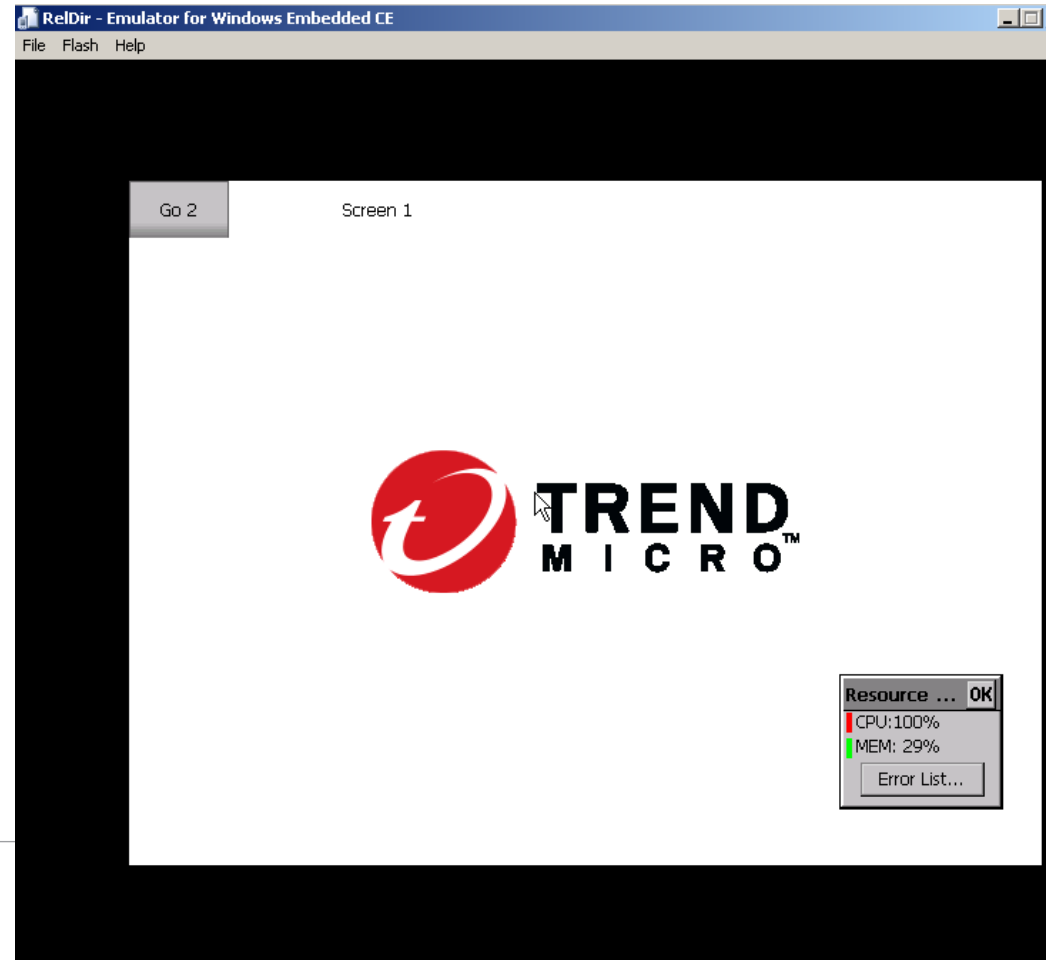 RelDir - Emulator for Windows Embedded CE
File Flash Help
Go 2
Screen 1
t
TREND
MICRO™
Resource ... OK
CPU:100%
MEM: 29%
Error List...